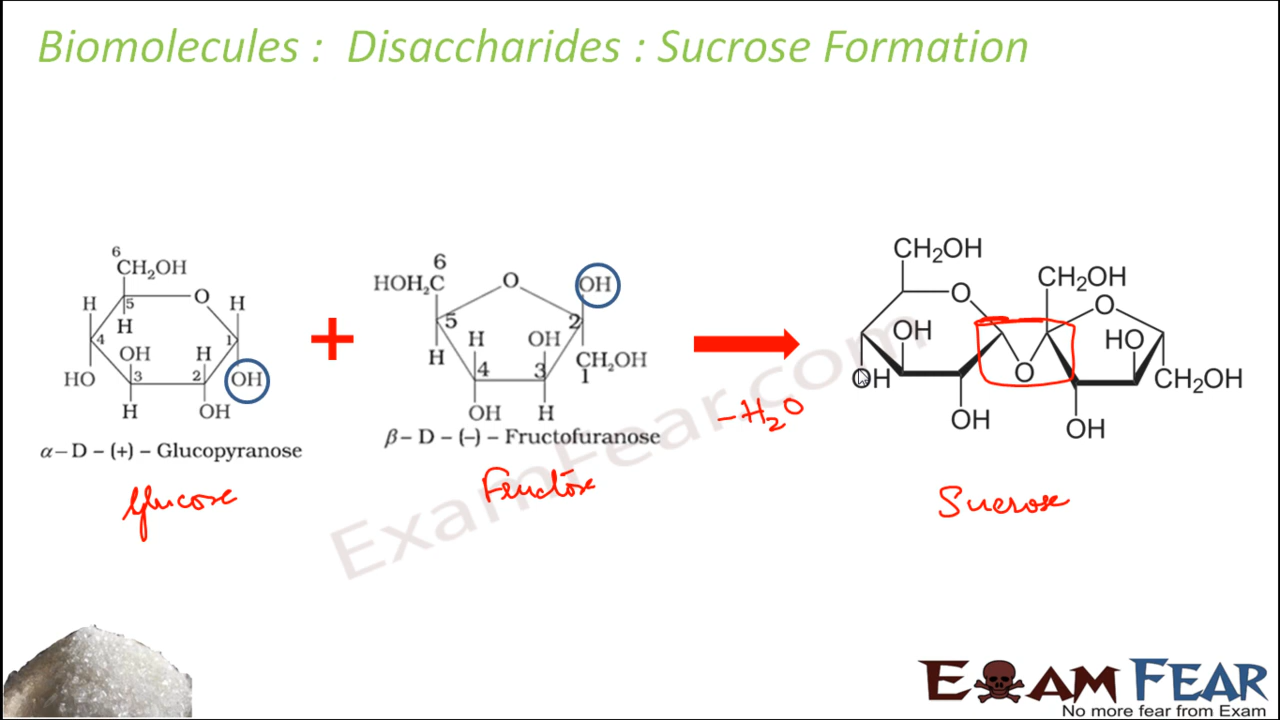 Biomolecules : Disaccharides : Sucrose Formation
6
CH₂OH
H
5
O
H
H
4
OH
H
1
HO
3
2
OH
H
OH
α–D – (+) – Glucopyranose
Glucose
+
6
HOH₂C
O
OH
5
2
H
H
OH
4
3
CH₂OH
1
OH
H
β– D – (–) – Fructofuranose
Fructose
–H₂O
CH₂OH
O
CH₂OH
O
OH
HO
OH
O
CH₂OH
OH
OH
Sucrose
ExamFear.com
EXAM FEAR
No more fear from Exam